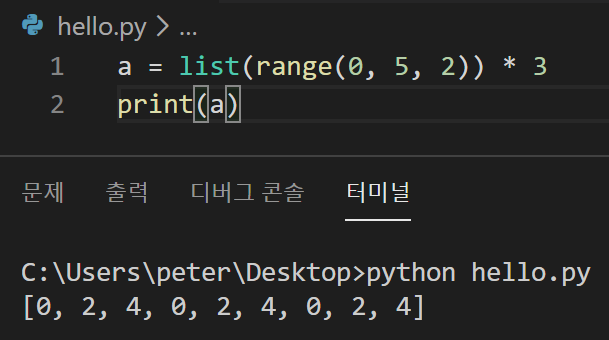 hello.py > ...
1 a = list(range(0, 5, 2)) * 3
2 print(a)
문제 출력 디버그 콘솔 터미널
C:\Users\peter\Desktop>python hello.py
[0, 2, 4, 0, 2, 4, 0, 2, 4]